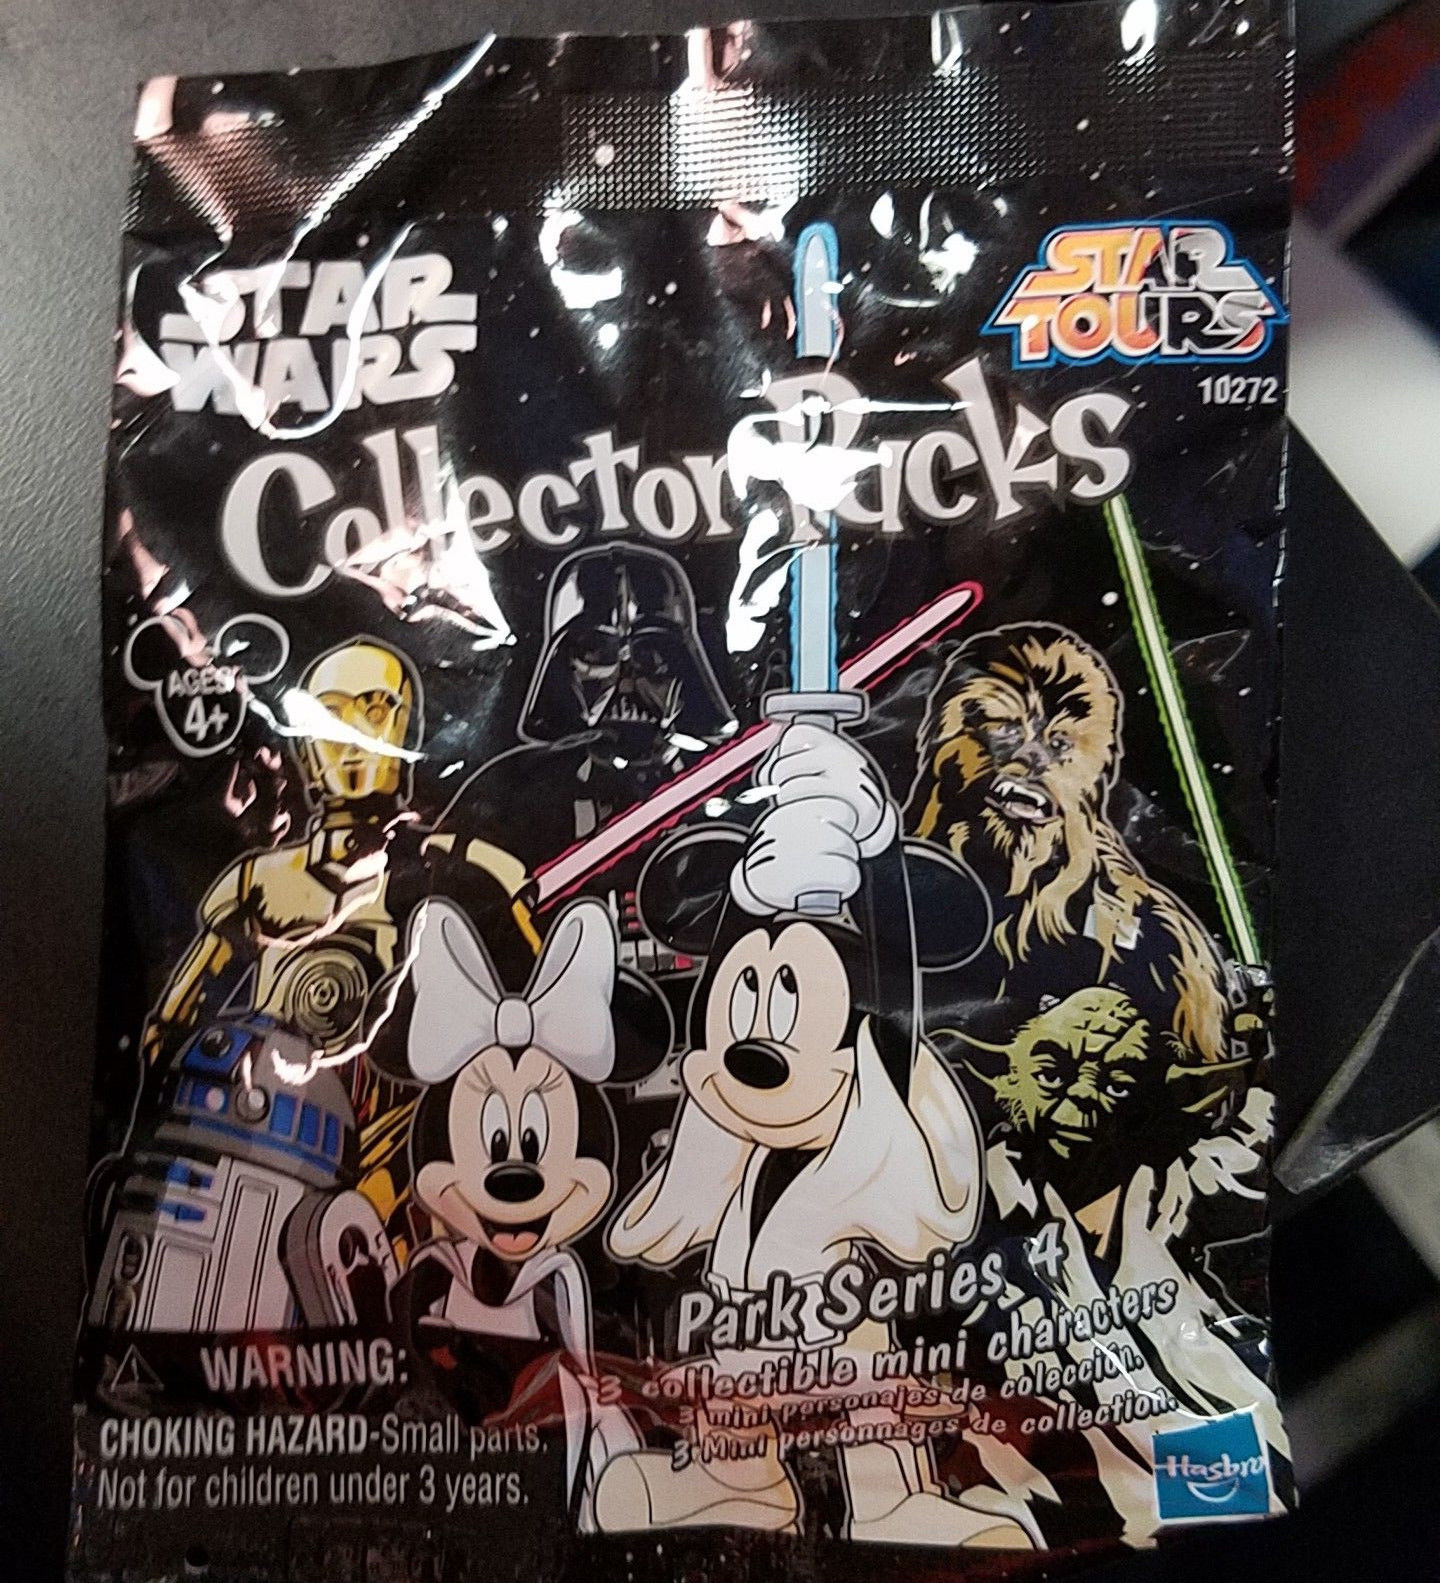 STAR
WARS
STAR
TOURS
10272
Collector Packs
AGES
4+
Park Series 4
3 collectible mini characters
3 mini personajes de colección.
3 Mini personnages de collection.
WARNING:
CHOKING HAZARD-Small parts.
Not for children under 3 years.
Hasbro